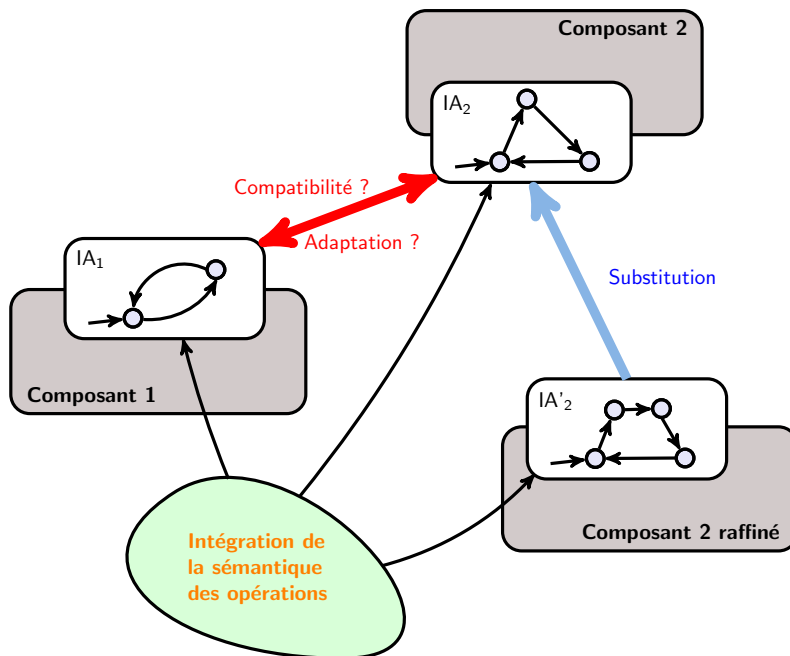 Composant 2
IA₂
Compatibilité ?
Adaptation ?
IA₁
Substitution
Composant 1
IA'₂
Intégration de
la sémantique
des opérations
Composant 2 raffiné